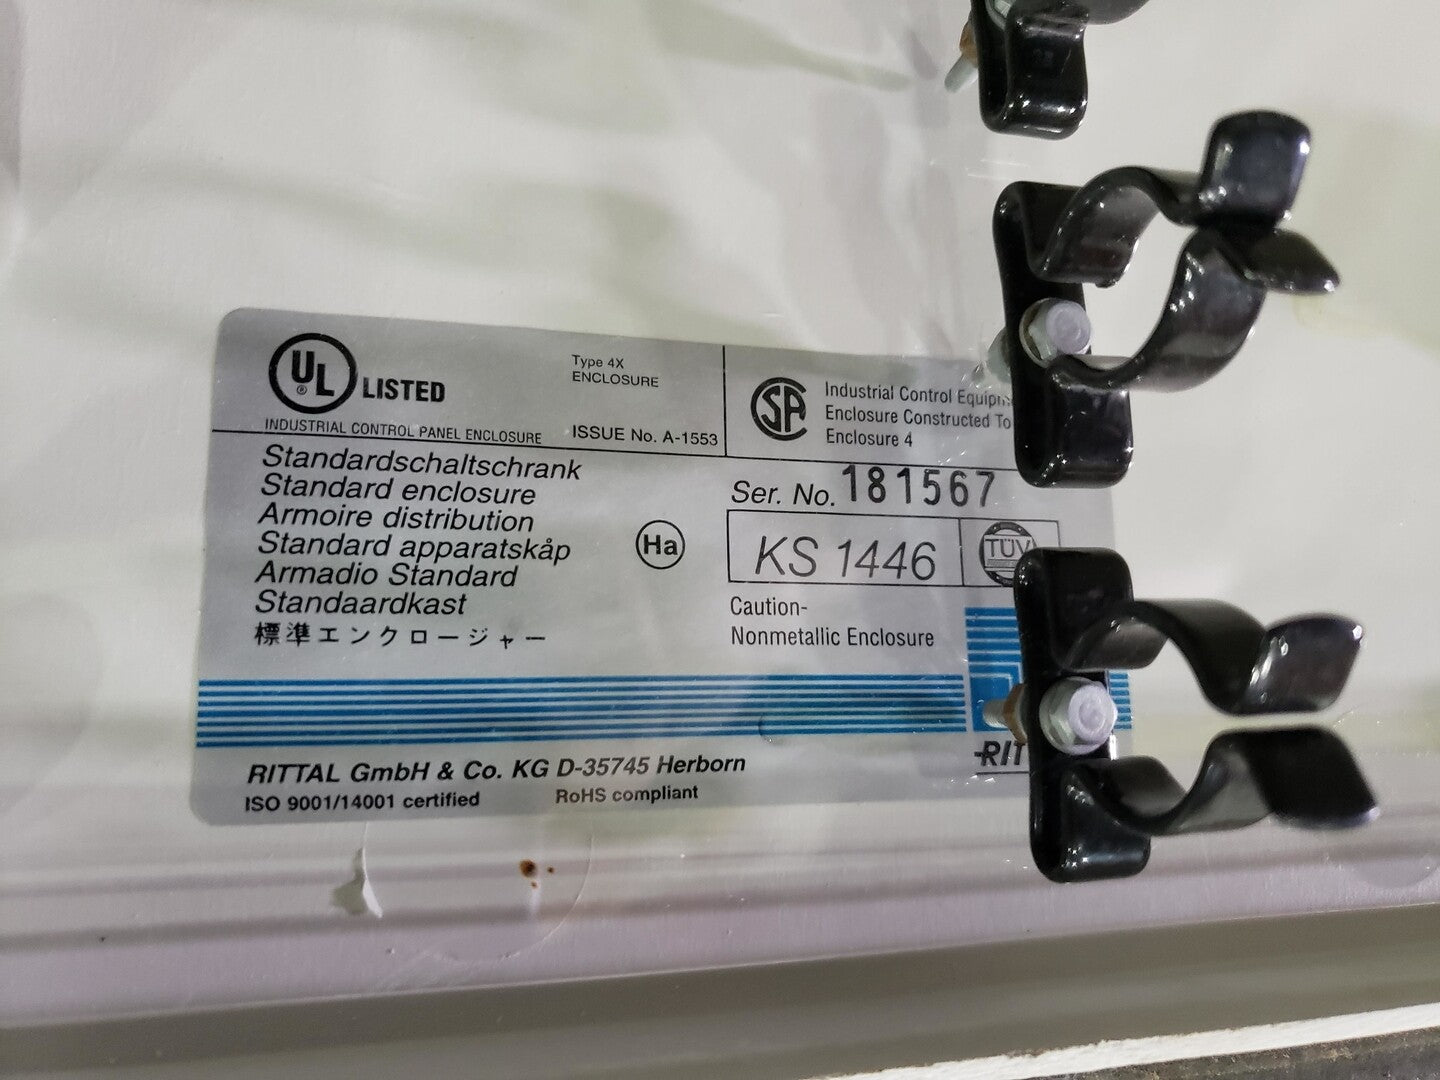 UL® LISTED
Type 4X
ENCLOSURE
INDUSTRIAL CONTROL PANEL ENCLOSURE
ISSUE No. A-1553
SA
Industrial Control
Enclosure Constructed To
Enclosure 4
Standardschaltschrank
Standard enclosure
Armoire distribution
Standard apparatskåp
Armadio Standard
Standaardkast
標準エンクロージャー
Ha
Ser. No. 181567
KS 1446
TÜV
Caution-
Nonmetallic Enclosure
RITTAL GmbH & Co. KG D-35745 Herborn
ISO 9001/14001 certified
RoHS compliant